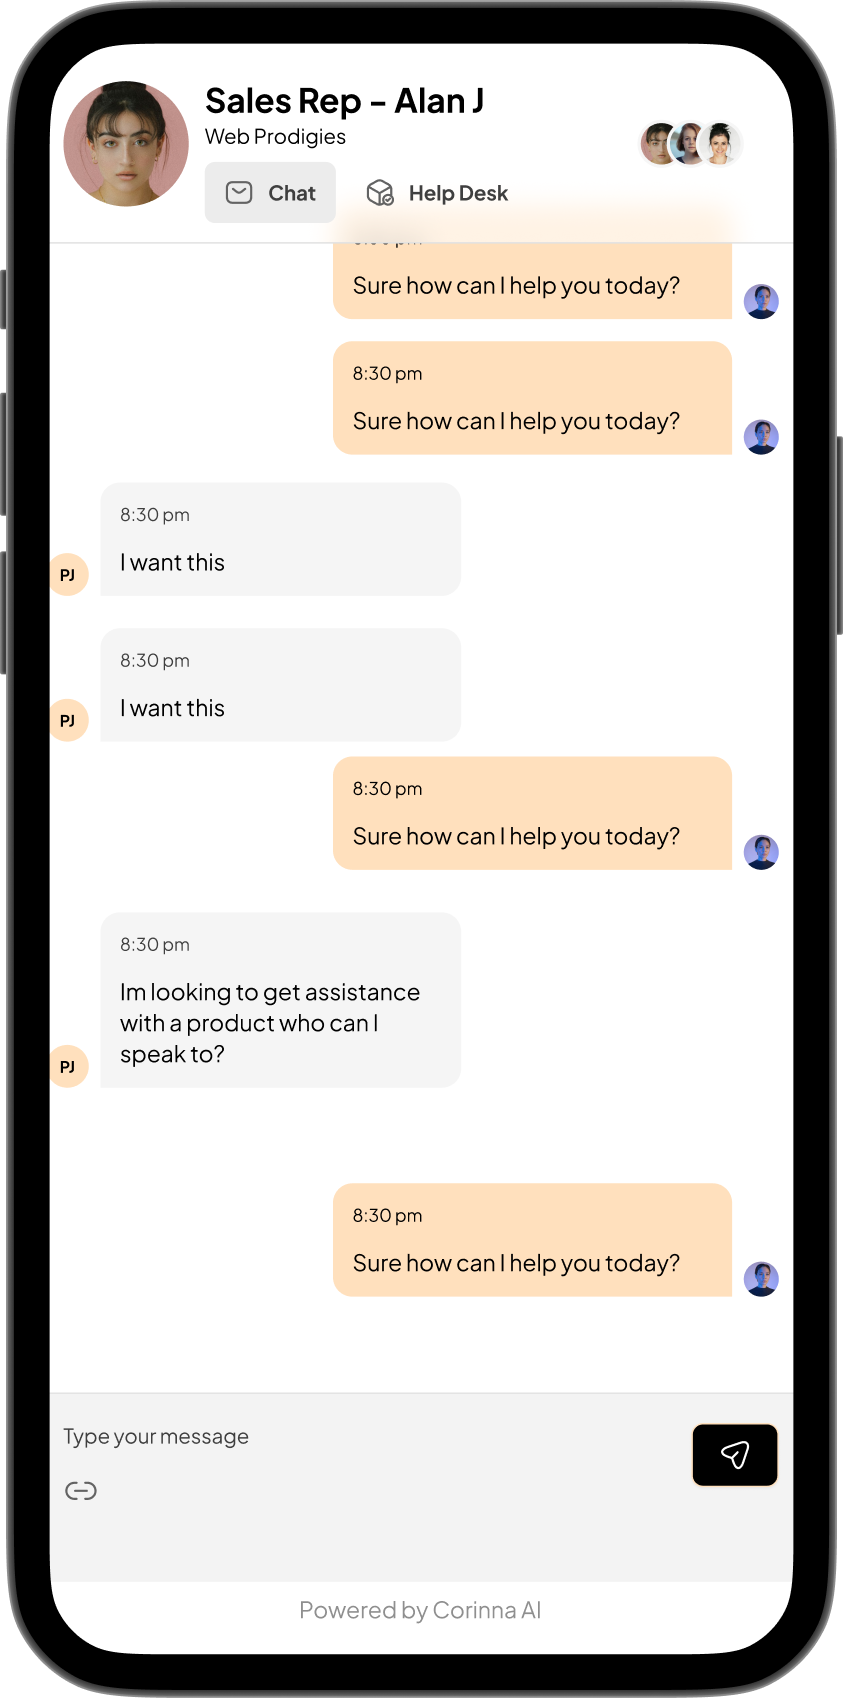 Sales Rep - Alan J
Web Prodigies
Chat
Help Desk
Sure how can I help you today?
8:30 pm
Sure how can I help you today?
8:30 pm
I want this
PJ
8:30 pm
I want this
PJ
8:30 pm
Sure how can I help you today?
8:30 pm
Im looking to get assistance
with a product who can I
speak to?
PJ
8:30 pm
Sure how can I help you today?
Type your message
Powered by Corinna AI